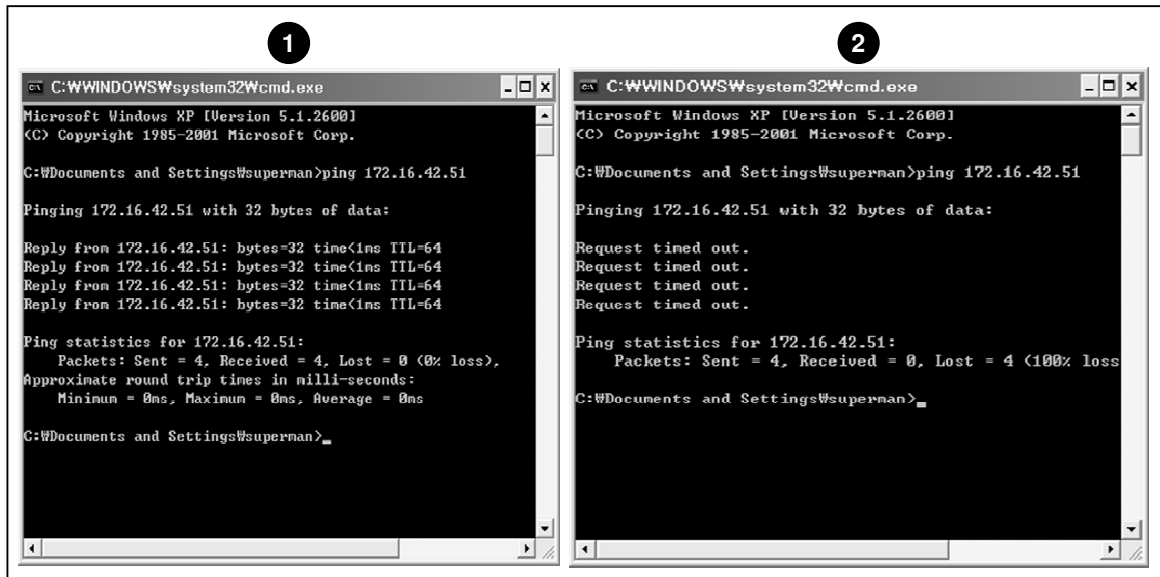 1
C:₩WINDOWS₩system32₩cmd.exe
Microsoft Windows XP [Version 5.1.2600]
(C) Copyright 1985-2001 Microsoft Corp.
C:₩Documents and Settings₩superman>ping 172.16.42.51
Pinging 172.16.42.51 with 32 bytes of data:
Reply from 172.16.42.51: bytes=32 time<1ms TTL=64
Reply from 172.16.42.51: bytes=32 time<1ms TTL=64
Reply from 172.16.42.51: bytes=32 time<1ms TTL=64
Reply from 172.16.42.51: bytes=32 time<1ms TTL=64
Ping statistics for 172.16.42.51:
Packets: Sent = 4, Received = 4, Lost = 0 (0% loss),
Approximate round trip times in milli-seconds:
Minimum = 0ms, Maximum = 0ms, Average = 0ms
C:₩Documents and Settings₩superman>_
2
C:₩WINDOWS₩system32₩cmd.exe
Microsoft Windows XP [Version 5.1.2600]
(C) Copyright 1985-2001 Microsoft Corp.
C:₩Documents and Settings₩superman>ping 172.16.42.51
Pinging 172.16.42.51 with 32 bytes of data:
Request timed out.
Request timed out.
Request timed out.
Request timed out.
Ping statistics for 172.16.42.51:
Packets: Sent = 4, Received = 0, Lost = 4 (100% loss
C:₩Documents and Settings₩superman>_